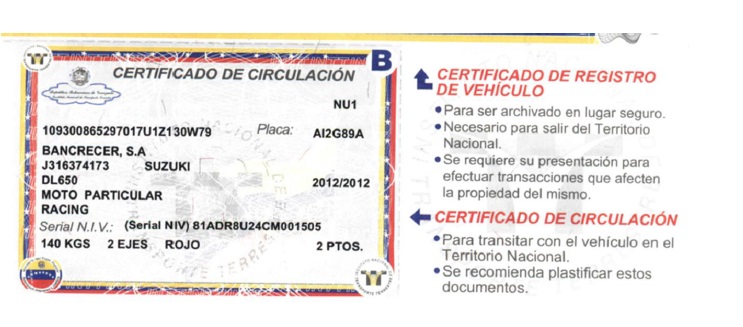 B
CERTIFICADO DE CIRCULACIÓN
República Bolivariana de Venezuela
NU1
109300865297017U1Z130W79 Placa: AI2G89A
BANCRECER, S.A
J316374173 SUZUKI
DL650 2012/2012
MOTO PARTICULAR
RACING
Serial N.I.V.: (Serial NIV) 81ADR8U24CM001505
140 KGS 2 EJES ROJO 2 PTOS.
CERTIFICADO DE REGISTRO
DE VEHÍCULO
•Para ser archivado en lugar seguro.
•Necesario para salir del Territorio
Nacional.
•Se requiere su presentación para
efectuar transacciones que afecten
la propiedad del mismo.
CERTIFICADO DE CIRCULACIÓN
•Para transitar con el vehículo en el
Territorio Nacional.
•Se recomienda plastificar estos
documentos.